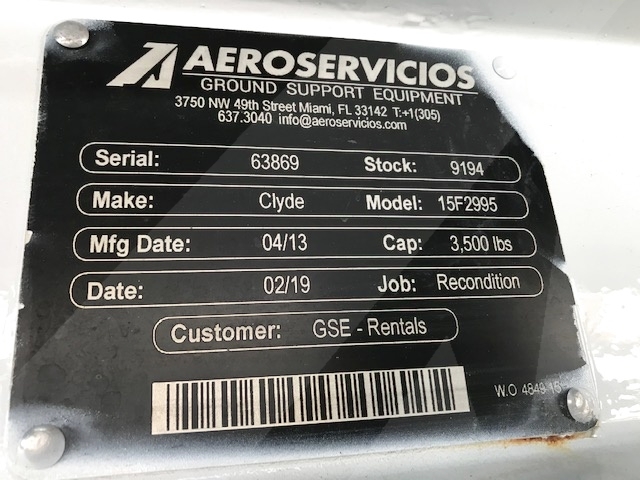 AEROSERVICIOS
GROUND SUPPORT EQUIPMENT
3750 NW 49th Street Miami, FL 33142 T:+1(305)
637.3040 info@aeroservicios.com
Serial: 63869 Stock: 9194
Make: Clyde Model: 15F2995
Mfg Date: 04/13 Cap: 3,500 lbs
Date: 02/19 Job: Recondition
Customer: GSE - Rentals
W.O 4849